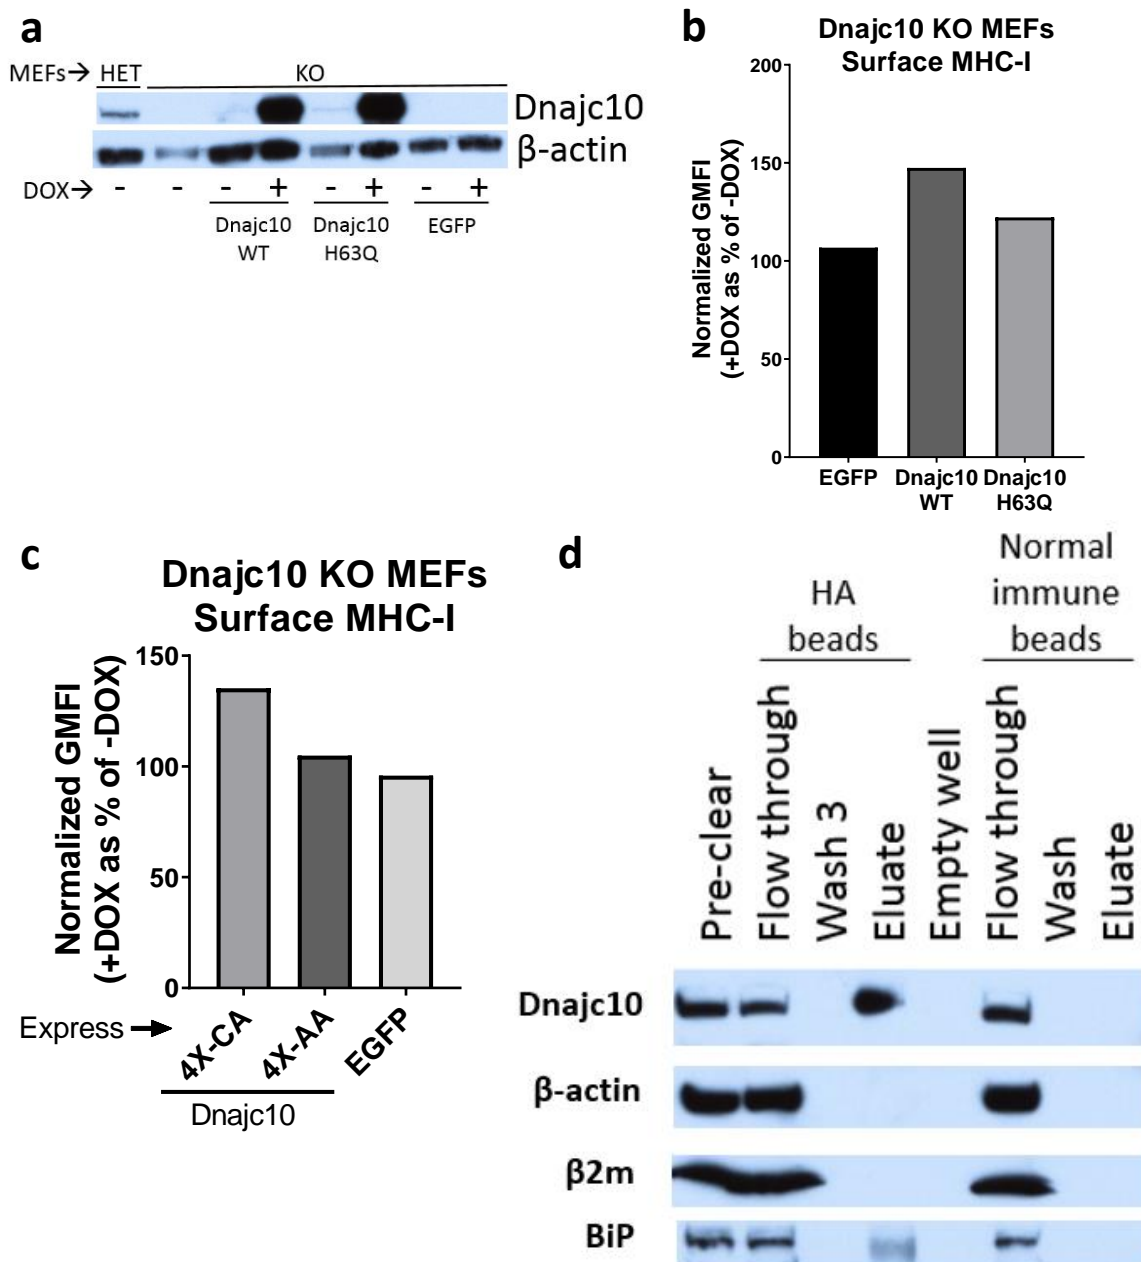 a
MEFs→ HET KO
Dnajc10
β-actin
DOX→ - - - + - + - +
Dnajc10 Dnajc10 EGFP
WT H63Q
b
Dnajc10 KO MEFs
Surface MHC-I
Normalized GMFI
(+DOX as % of -DOX)
200
150
100
50
0
EGFP Dnajc10 Dnajc10
WT H63Q
c
Dnajc10 KO MEFs
Surface MHC-I
Normalized GMFI
(+DOX as % of -DOX)
150
100
50
0
Express →
4X-CA
4X-AA
EGFP
Dnajc10
d
HA
beads
Normal
immune
beads
Pre-clear
Flow through
Wash 3
Eluate
Empty well
Flow through
Wash
Eluate
Dnajc10
β-actin
β2m
BiP